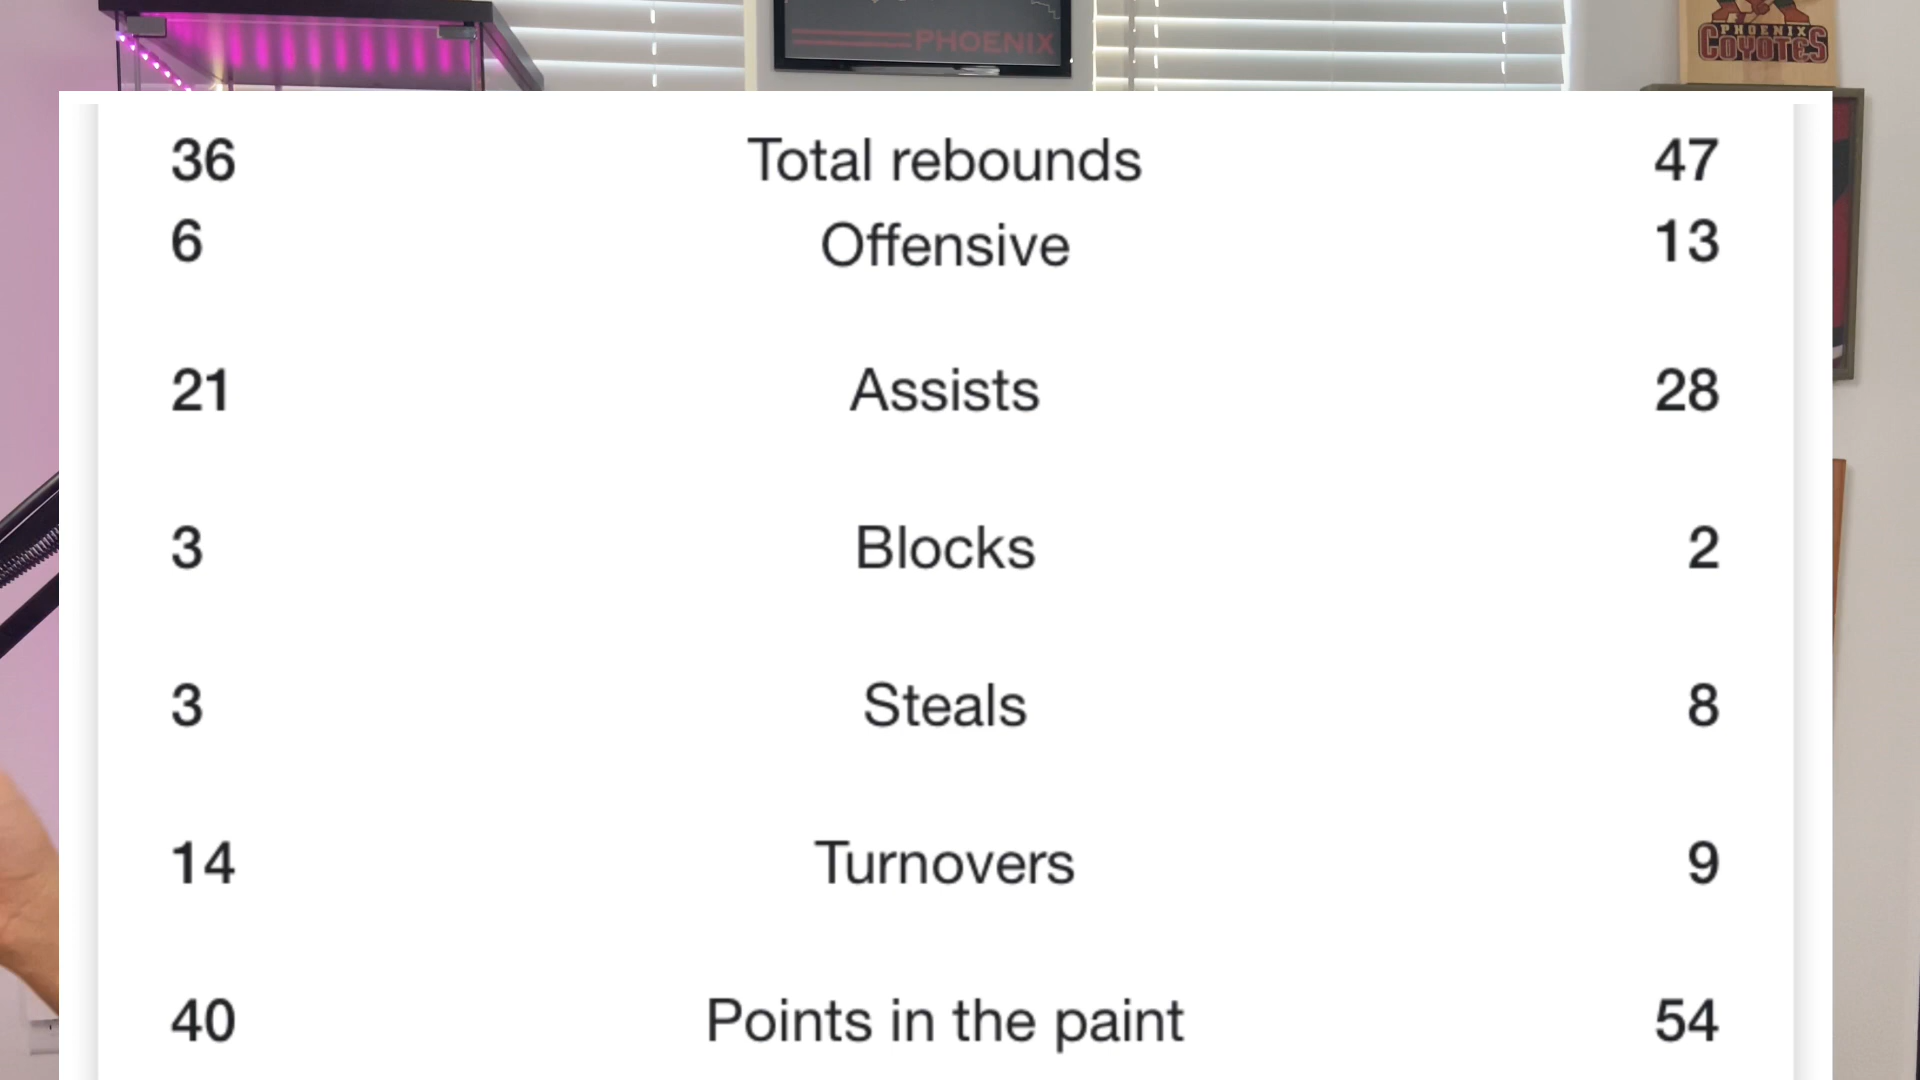 PHOENIX
PHOENIX
COYOTES
36 Total rebounds 47
6 Offensive 13
21 Assists 28
3 Blocks 2
3 Steals 8
14 Turnovers 9
40 Points in the paint 54